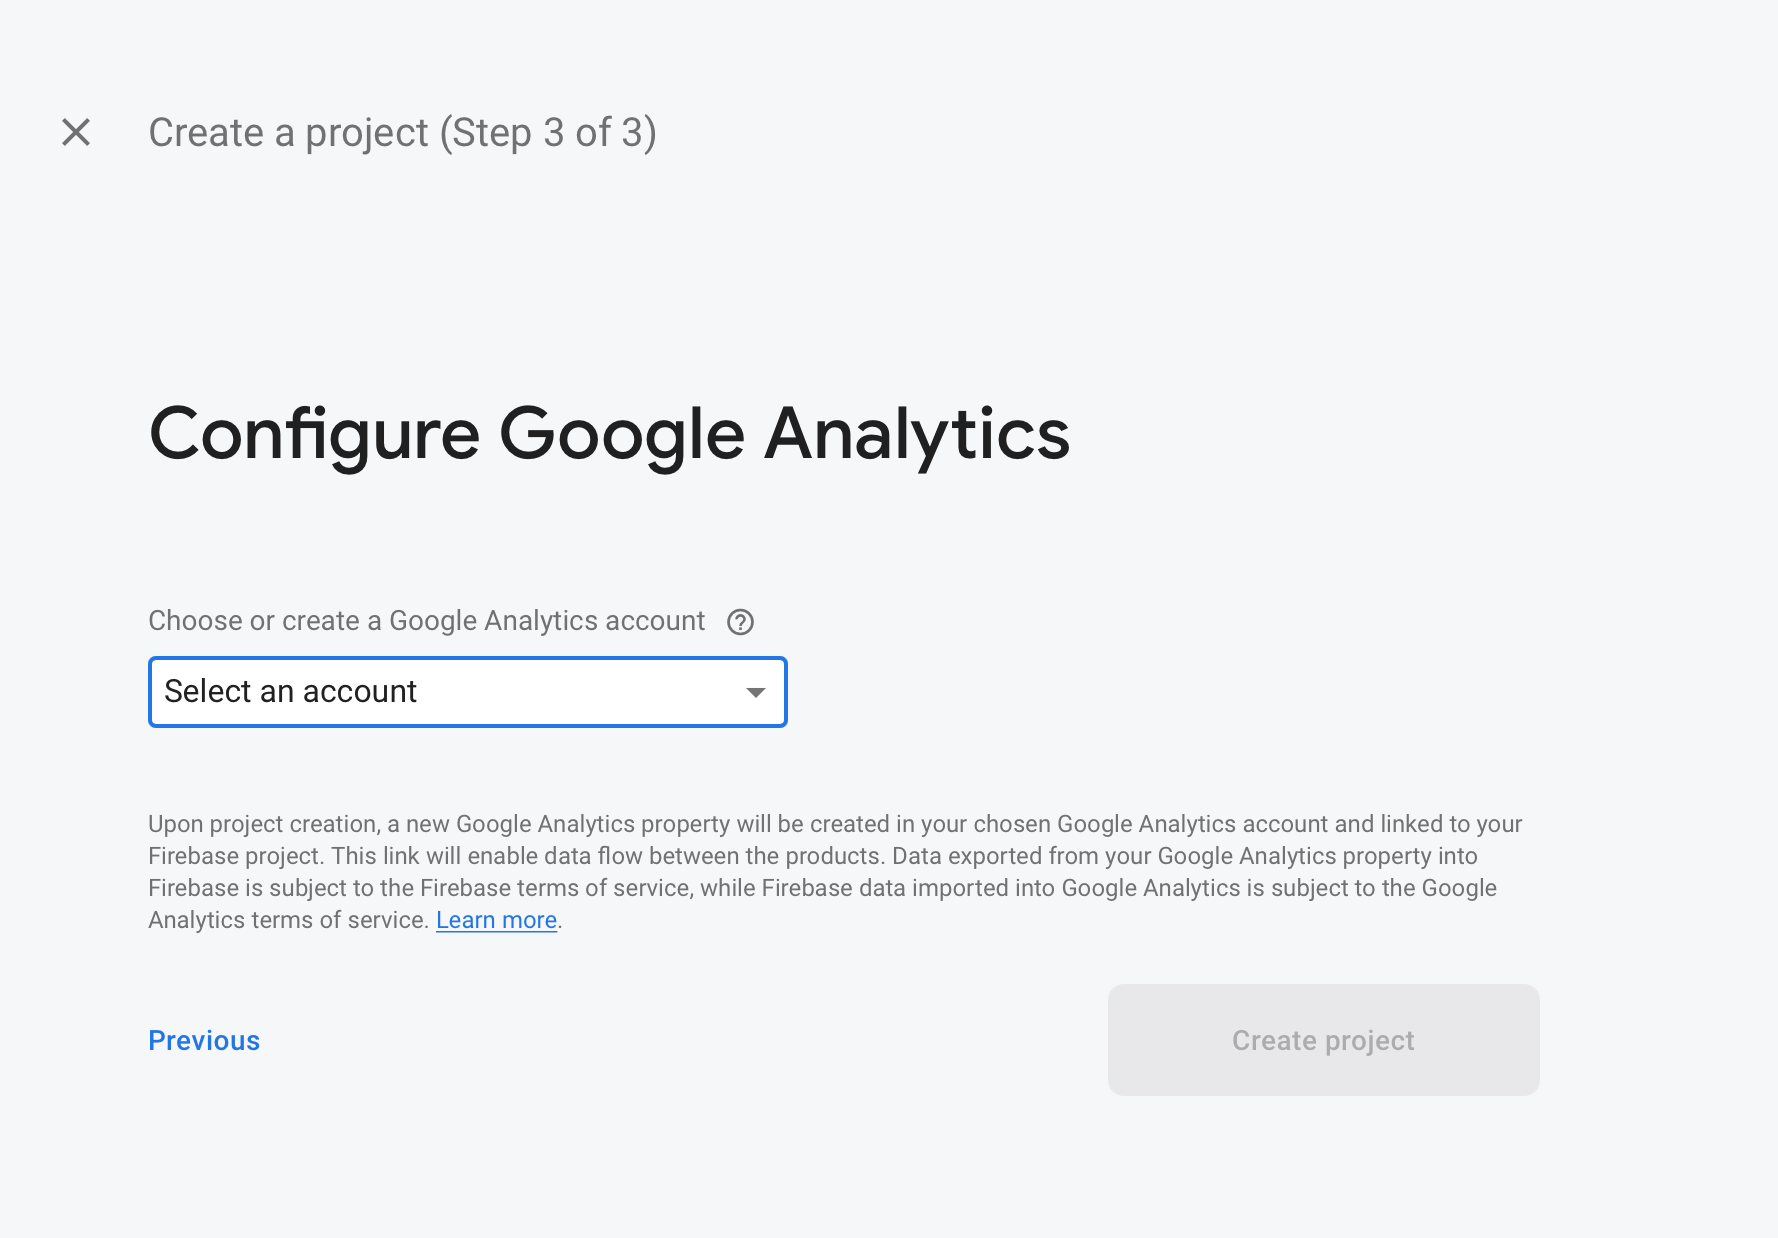 Create a project (Step 3 of 3)
Configure Google Analytics
Choose or create a Google Analytics account
Select an account
Upon project creation, a new Google Analytics property will be created in your chosen Google Analytics account and linked to your
Firebase project. This link will enable data flow between the products. Data exported from your Google Analytics property into
Firebase is subject to the Firebase terms of service, while Firebase data imported into Google Analytics is subject to the Google
Analytics terms of service. Learn more.
Previous
Create project